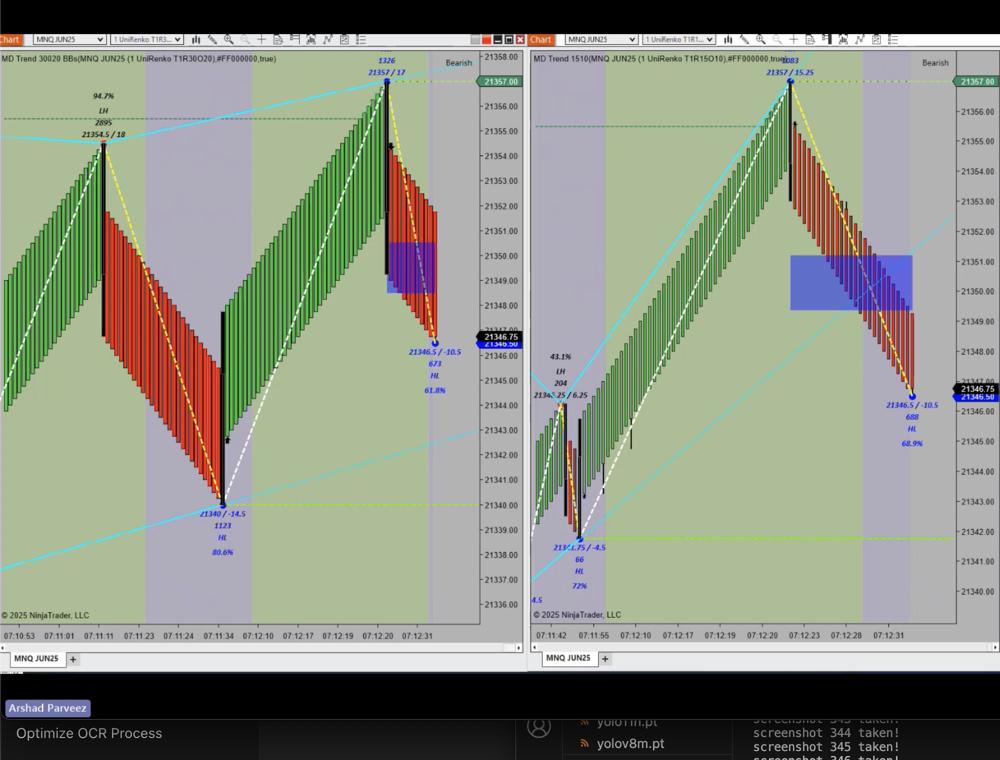 Chart
MNQ JUN25
1 UniRenko T1R3...
MD Trend 30020 BBs(MNQ JUN25 (1 UniRenko T1R30O20),#FF000000,true)
Bearish
1326
21357 / 17
94.7%
LH
2895
21354.5 / 18
21346.5 / -10.5
673
HL
61.8%
21340 / -14.5
1123
HL
80.6%
21358.00
21357.00
21356.00
21355.00
21354.00
21353.00
21352.00
21351.00
21350.00
21349.00
21348.00
21346.75
21346.50
21346.00
21345.00
21344.00
21343.00
21342.00
21341.00
21340.00
21339.00
21338.00
21337.00
21336.00
© 2025 NinjaTrader, LLC
07:10:53 07:11:01 07:11:11 07:11:23 07:11:24 07:11:34 07:12:10 07:12:17 07:12:19 07:12:20 07:12:31
MNQ JUN25 +
Chart
MNQ JUN25
1 UniRenko T1R1...
MD Trend 1510(MNQ JUN25 (1 UniRenko T1R15O10),#FF000000,true)
Bearish
21357 / 15.25
43.1%
LH
204
21346.25 / 6.25
21346.5 / -10.5
688
HL
68.9%
21341.75 / -4.5
66
HL
72%
4.5
21357.00
21356.00
21355.00
21354.00
21353.00
21352.00
21351.00
21350.00
21349.00
21348.00
21346.75
21346.50
21346.00
21345.00
21344.00
21343.00
21342.00
21341.00
21340.00
© 2025 NinjaTrader, LLC
07:11:42 07:11:55 07:12:10 07:12:17 07:12:19 07:12:20 07:12:23 07:12:28 07:12:31
MNQ JUN25 +
Arshad Parveez
Optimize OCR Process
yolo11n.pt
yolov8m.pt
screenshot 343 taken!
screenshot 344 taken!
screenshot 345 taken!
screenshot 346 taken!